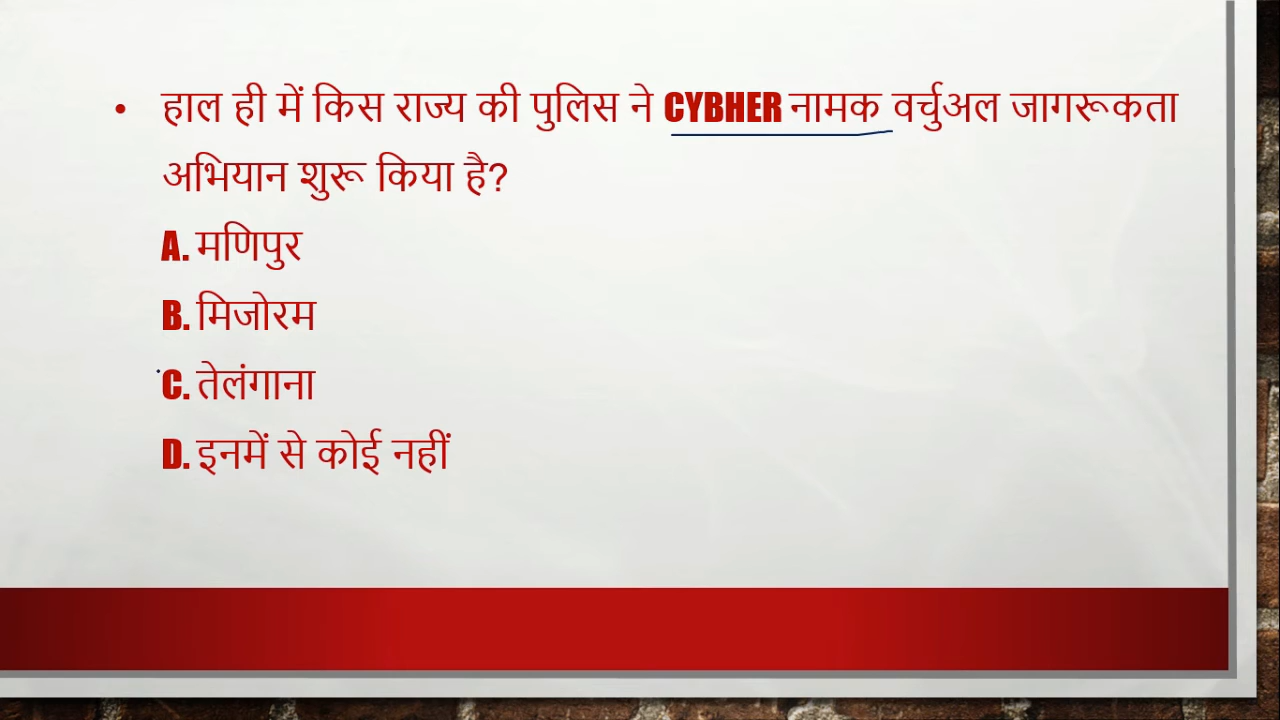 • हाल ही में किस राज्य की पुलिस ने CYBHER नामक वर्चुअल जागरूकता
अभियान शुरू किया है?
A. मणिपुर
B. मिजोरम
C. तेलंगाना
D. इनमें से कोई नहीं